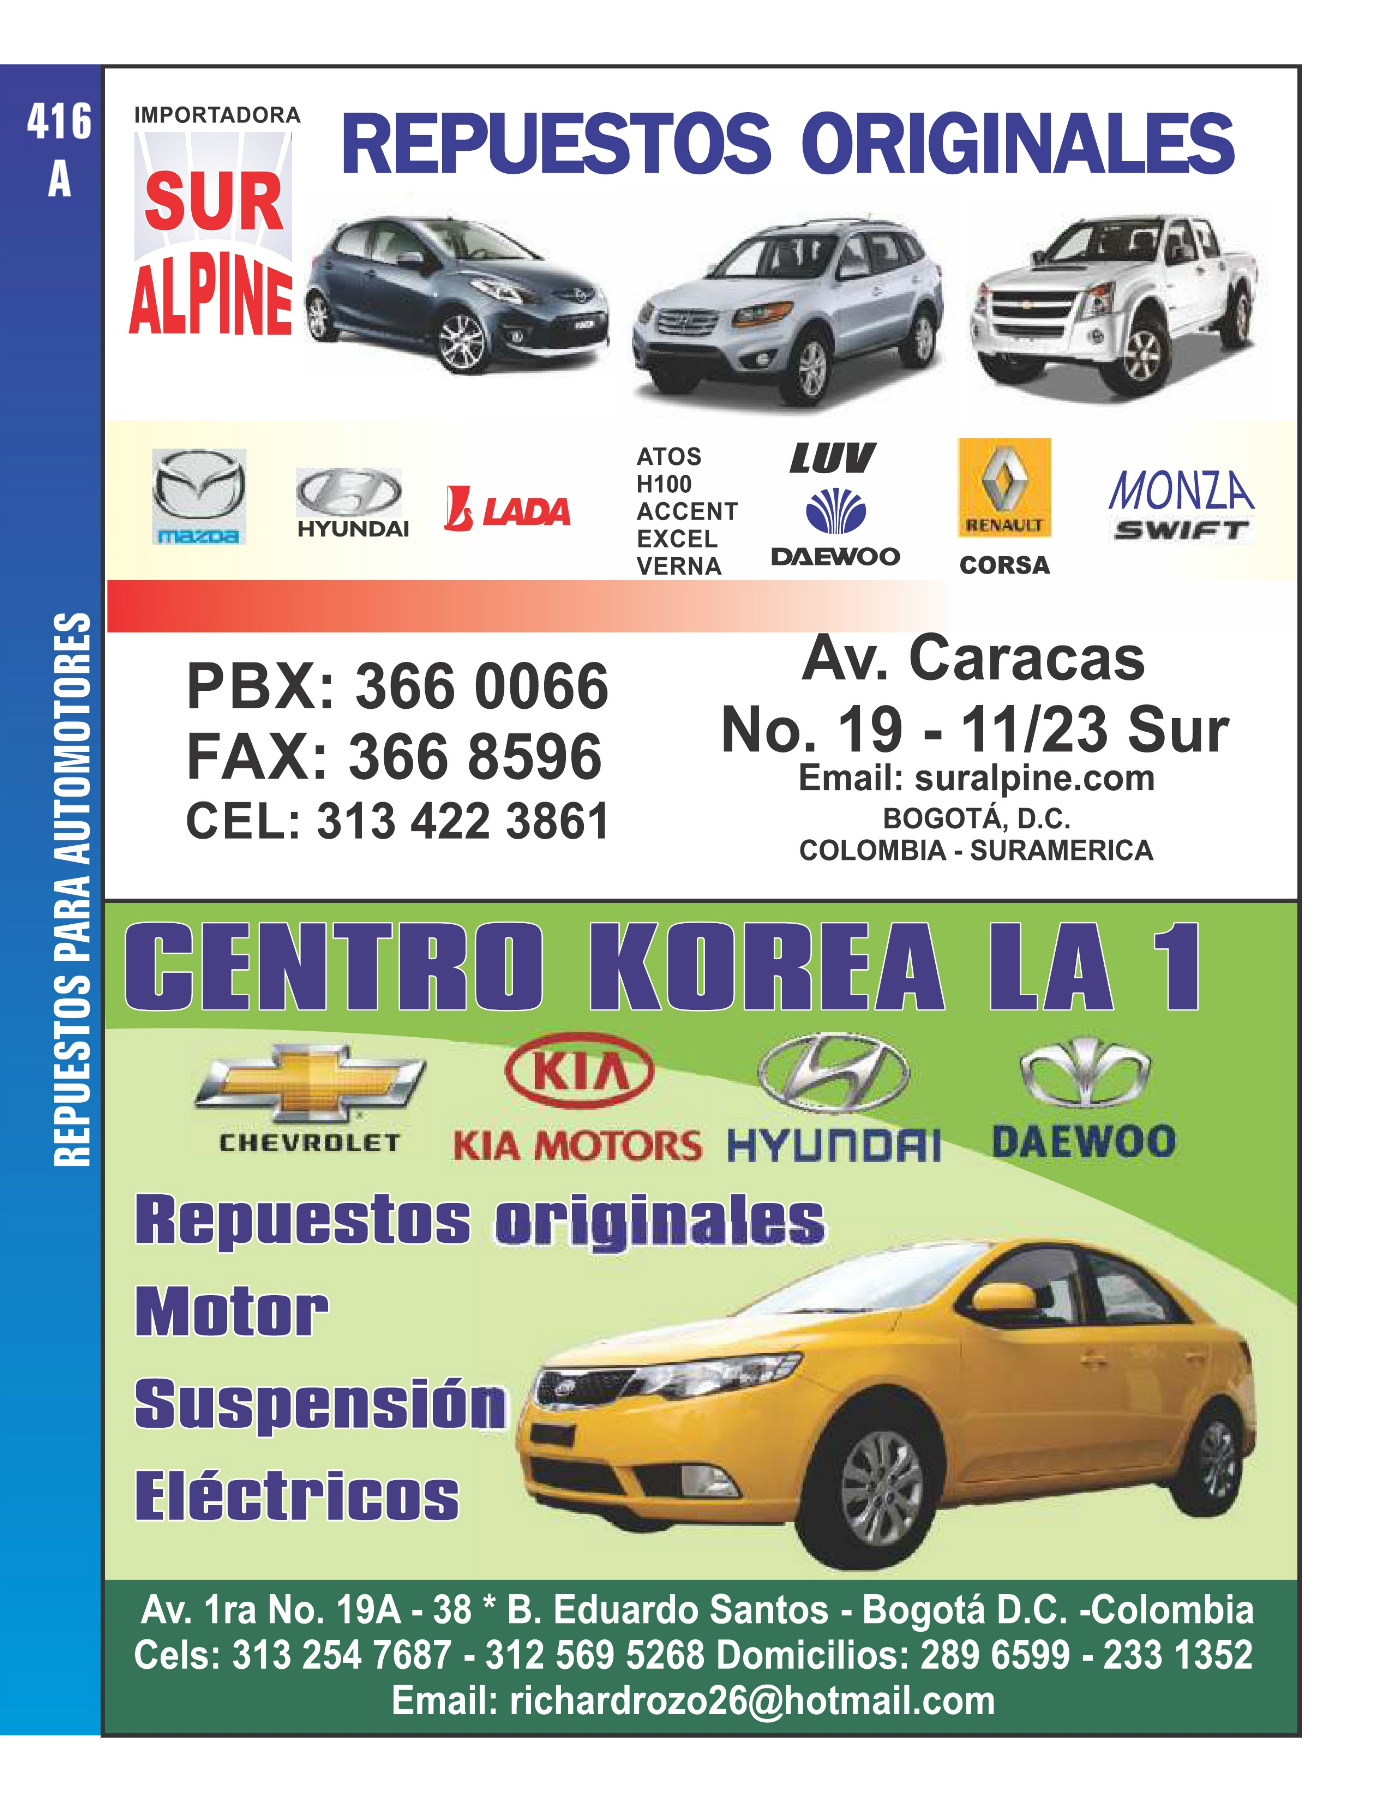 416
A
REPUESTOS PARA AUTOMOTORES
IMPORTADORA
SUR
ALPINE
REPUESTOS ORIGINALES
mazda
HYUNDAI
LADA
ATOS
H100
ACCENT
EXCEL
VERNA
LUV
DAEWOO
RENAULT
CORSA
MONZA
SWIFT
PBX: 366 0066
FAX: 366 8596
CEL: 313 422 3861
Av. Caracas
No. 19 - 11/23 Sur
Email: suralpine.com
BOGOTÁ, D.C.
COLOMBIA - SURAMERICA
CENTRO KOREA LA 1
CHEVROLET
KIA
KIA MOTORS
HYUNDAI
DAEWOO
Repuestos originales
Motor
Suspensión
Eléctricos
Av. 1ra No. 19A - 38 * B. Eduardo Santos - Bogotá D.C. -Colombia
Cels: 313 254 7687 - 312 569 5268 Domicilios: 289 6599 - 233 1352
Email: richardrozo26@hotmail.com